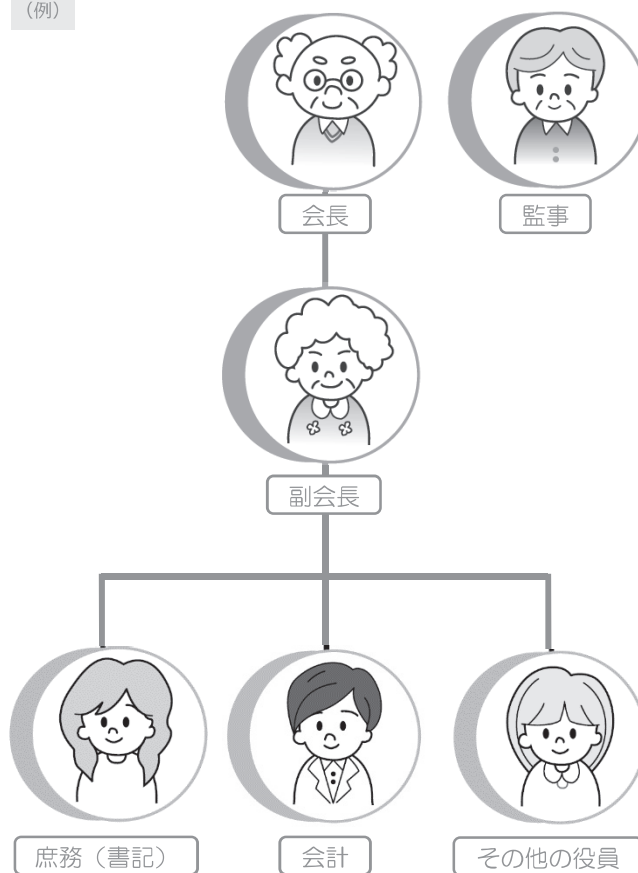 (例)
会長
監事
副会長
庶務（書記）
会計
その他の役員